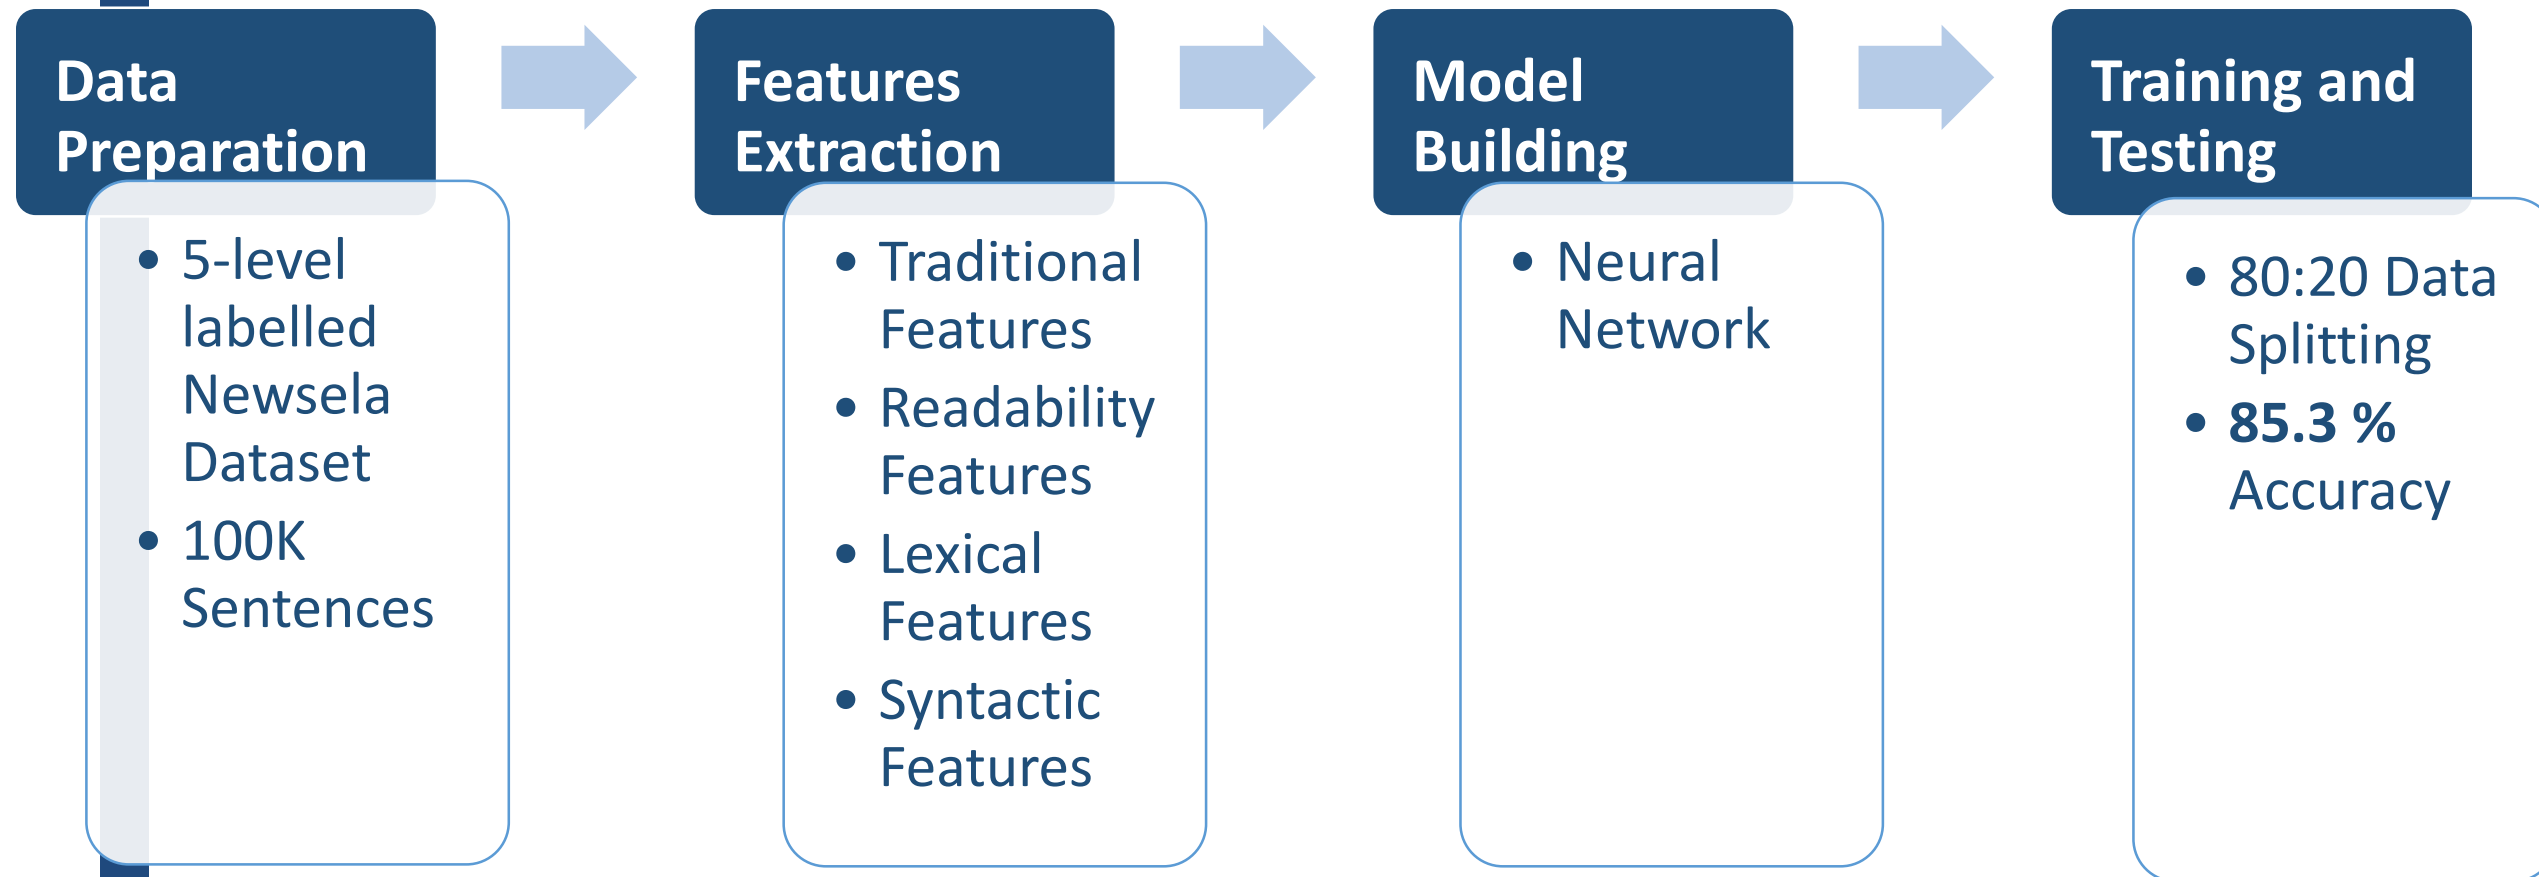 Data
Preparation
• 5-level
labelled
Newsela
Dataset
• 100K
Sentences
Features
Extraction
• Traditional
Features
• Readability
Features
• Lexical
Features
• Syntactic
Features
Model
Building
• Neural
Network
Training and
Testing
• 80:20 Data
Splitting
• 85.3 %
Accuracy